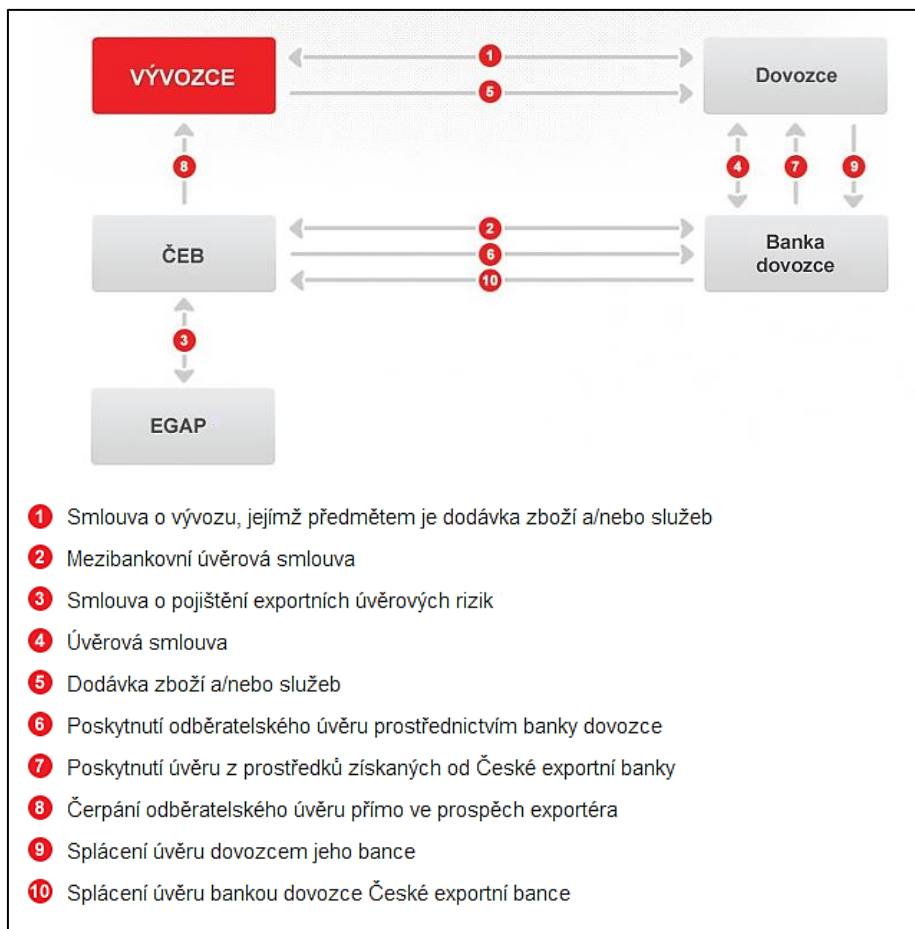 VÝVOZCE
1
Dovozce
5
8
4
7
9
ČEB
2
6
10
Banka
dovozce
3
EGAP
1 Smlouva o vývozu, jejímž předmětem je dodávka zboží a/nebo služeb
2 Mezibankovní úvěrová smlouva
3 Smlouva o pojištění exportních úvěrových rizik
4 Úvěrová smlouva
5 Dodávka zboží a/nebo služeb
6 Poskytnutí odběratelského úvěru prostřednictvím banky dovozce
7 Poskytnutí úvěru z prostředků získaných od České exportní banky
8 Čerpání odběratelského úvěru přímo ve prospěch exportéra
9 Splácení úvěru dovozcem jeho bance
10 Splácení úvěru bankou dovozce České exportní bance